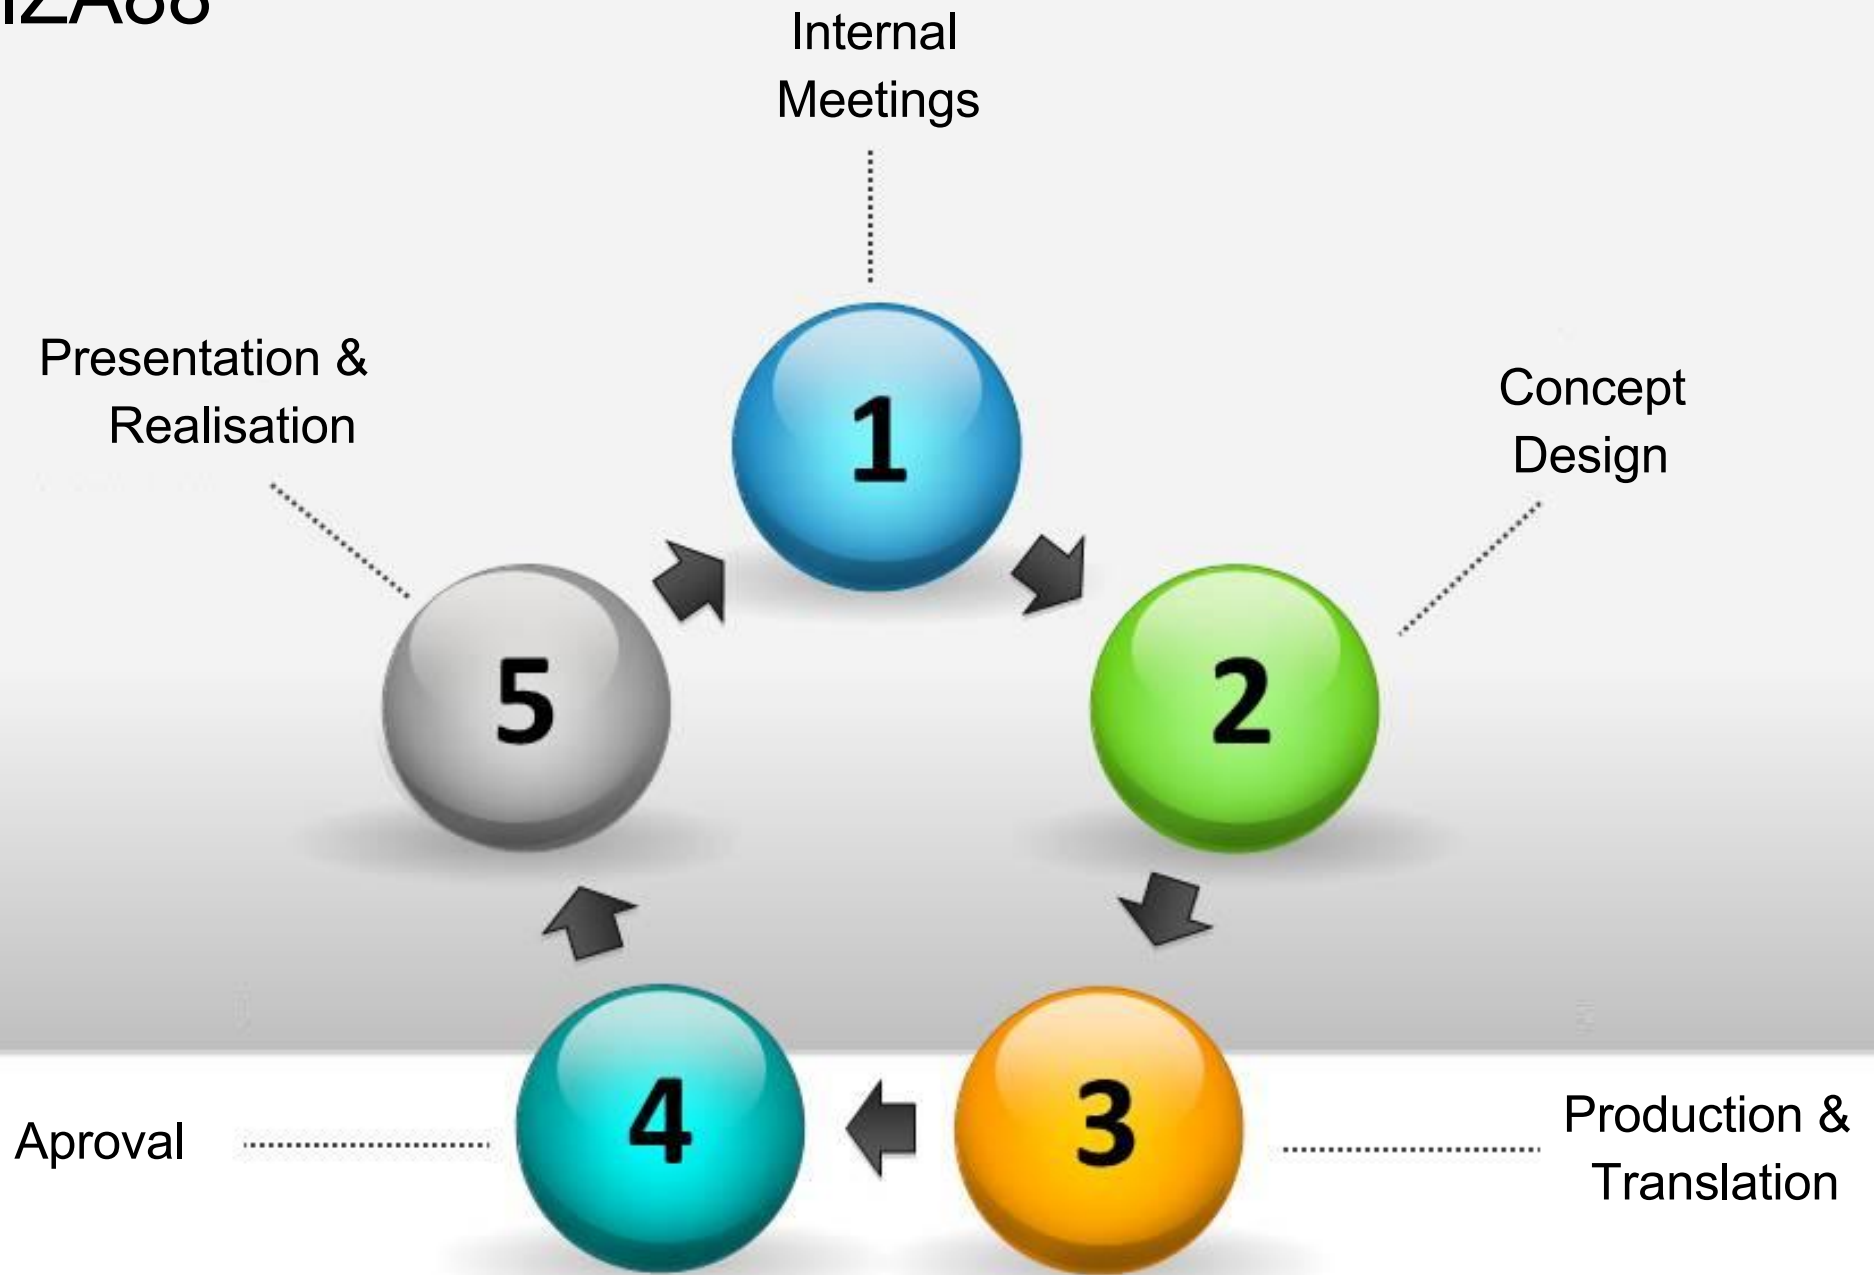 Internal
Meetings
Presentation &
Realisation
Concept
Design
1
5
2
4
3
Aproval
Production &
Translation